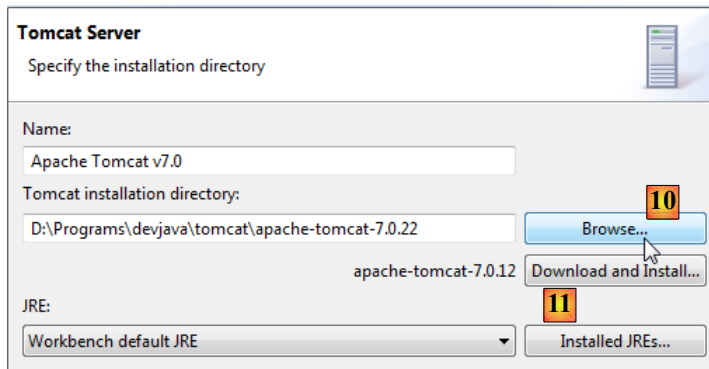 Tomcat Server
Specify the installation directory
Name:
Apache Tomcat v7.0
Tomcat installation directory:
10
D:\Programs\devjava\tomcat\apache-tomcat-7.0.22 Browse...
apache-tomcat-7.0.12 Download and Install...
JRE: 11
Workbench default JRE Installed JREs...